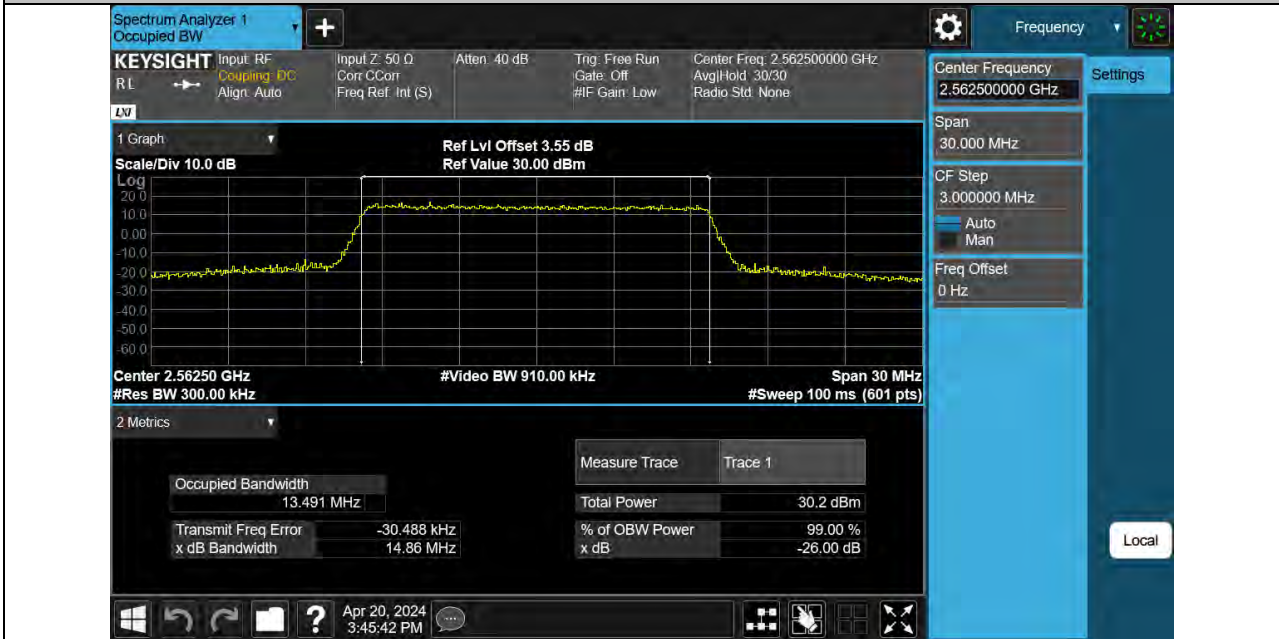 Spectrum Analyzer 1
Occupied BW
+
Frequency
KEYSIGHT
RL
LXI
Input: RF
Coupling: DC
Align: Auto
Input Z: 50 Ω
Corr CCorr
Freq Ref: Int (S)
Atten: 40 dB
Trig: Free Run
Gate: Off
#IF Gain: Low
Center Freq: 2.562500000 GHz
Avg|Hold: 30/30
Radio Std: None
Center Frequency
2.562500000 GHz
Settings
Span
30.000 MHz
CF Step
3.000000 MHz
Auto
Man
Freq Offset
0 Hz
1 Graph
Scale/Div 10.0 dB
Ref Lvl Offset 3.55 dB
Ref Value 30.00 dBm
Log
20.0
10.0
0.00
-10.0
-20.0
-30.0
-40.0
-50.0
-60.0
Center 2.56250 GHz
#Video BW 910.00 kHz
Span 30 MHz
#Res BW 300.00 kHz
#Sweep 100 ms (601 pts)
2 Metrics
Measure Trace Trace 1
Occupied Bandwidth
13.491 MHz
Total Power 30.2 dBm
Transmit Freq Error -30.488 kHz
% of OBW Power 99.00 %
x dB Bandwidth 14.86 MHz
x dB -26.00 dB
Local
?
Apr 20, 2024
3:45:42 PM